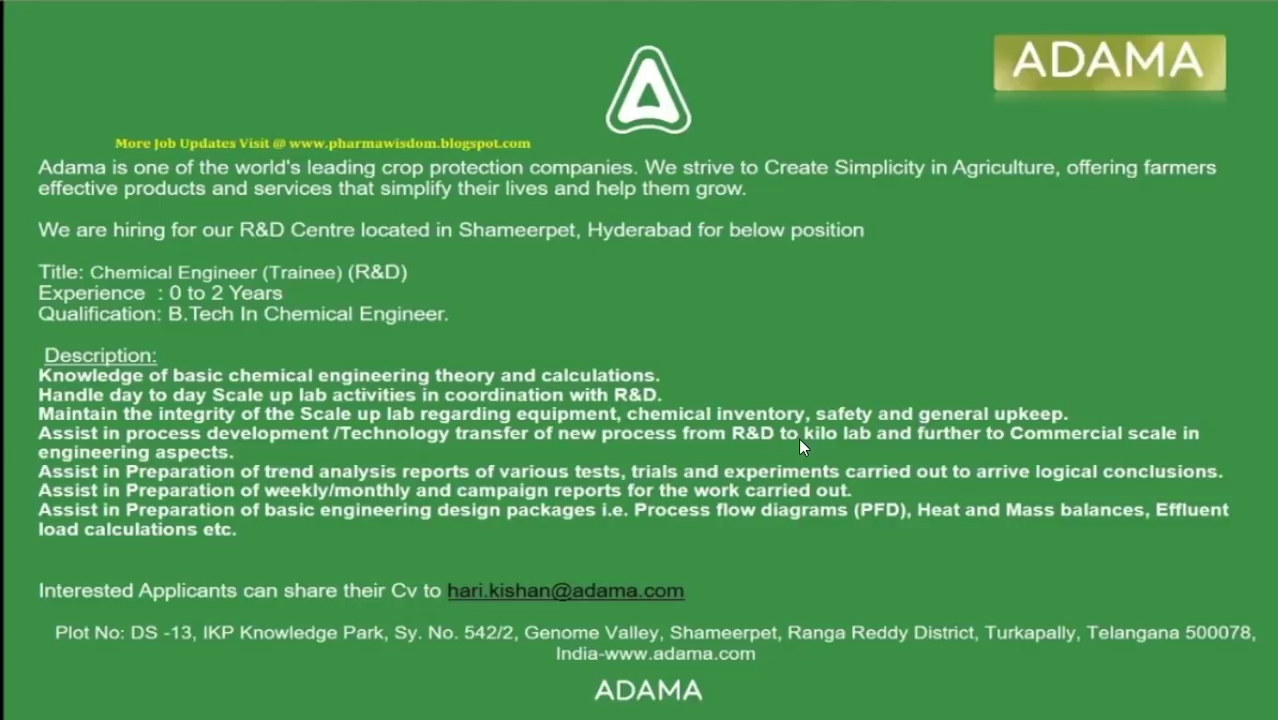 ADAMA
More Job Updates Visit @ www.pharmawisdom.blogspot.com
Adama is one of the world's leading crop protection companies. We strive to Create Simplicity in Agriculture, offering farmers
effective products and services that simplify their lives and help them grow.
We are hiring for our R&D Centre located in Shameerpet, Hyderabad for below position
Title: Chemical Engineer (Trainee) (R&D)
Experience : 0 to 2 Years
Qualification: B.Tech In Chemical Engineer.
Description:
Knowledge of basic chemical engineering theory and calculations.
Handle day to day Scale up lab activities in coordination with R&D.
Maintain the integrity of the Scale up lab regarding equipment, chemical inventory, safety and general upkeep.
Assist in process development /Technology transfer of new process from R&D to kilo lab and further to Commercial scale in
engineering aspects.
Assist in Preparation of trend analysis reports of various tests, trials and experiments carried out to arrive logical conclusions.
Assist in Preparation of weekly/monthly and campaign reports for the work carried out.
Assist in Preparation of basic engineering design packages i.e. Process flow diagrams (PFD), Heat and Mass balances, Effluent
load calculations etc.
Interested Applicants can share their Cv to hari.kishan@adama.com
Plot No: DS -13, IKP Knowledge Park, Sy. No. 542/2, Genome Valley, Shameerpet, Ranga Reddy District, Turkapally, Telangana 500078,
India-www.adama.com
ADAMA